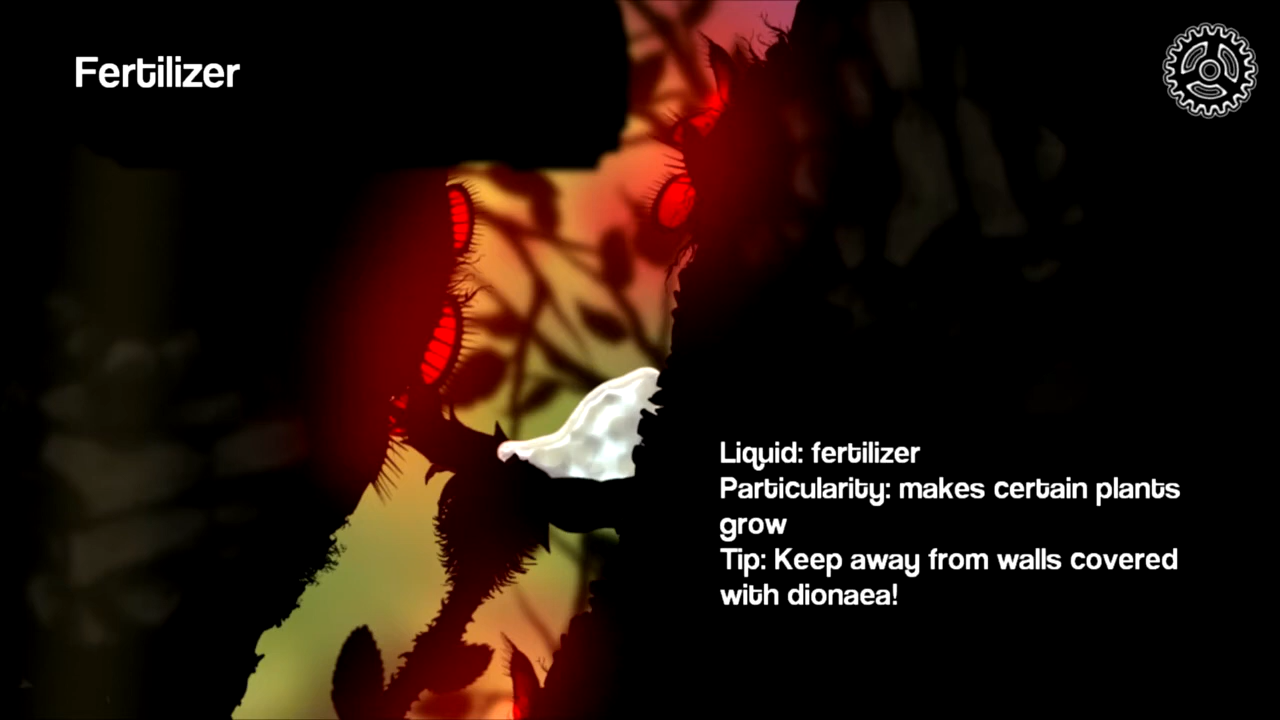 Fertilizer
Liquid: fertilizer
Particularity: makes certain plants
grow
Tip: Keep away from walls covered
with dionaea!